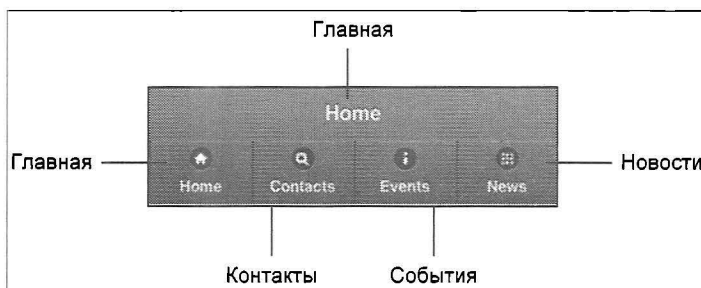 Главная
Home
Главная
Новости
Home Contacts Events News
Контакты События